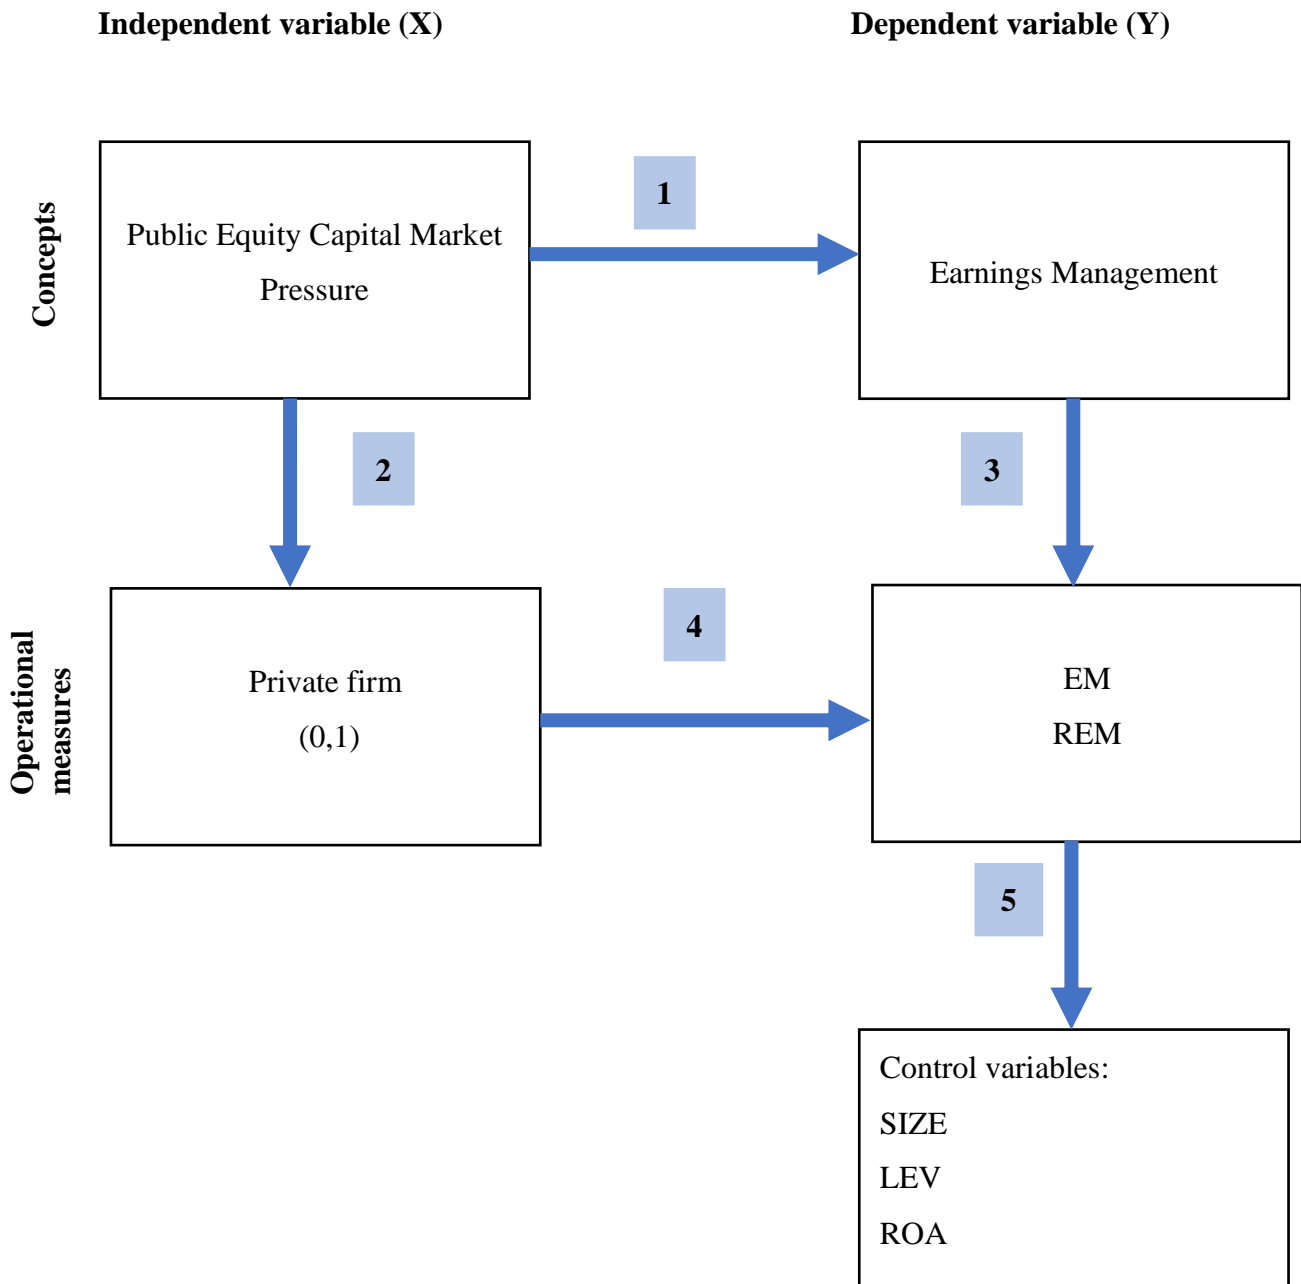 Independent variable (X)
Dependent variable (Y)
Concepts
Public Equity Capital Market
Pressure
1
Earnings Management
2
3
Operational
measures
Private firm
(0,1)
4
EM
REM
5
Control variables:
SIZE
LEV
ROA